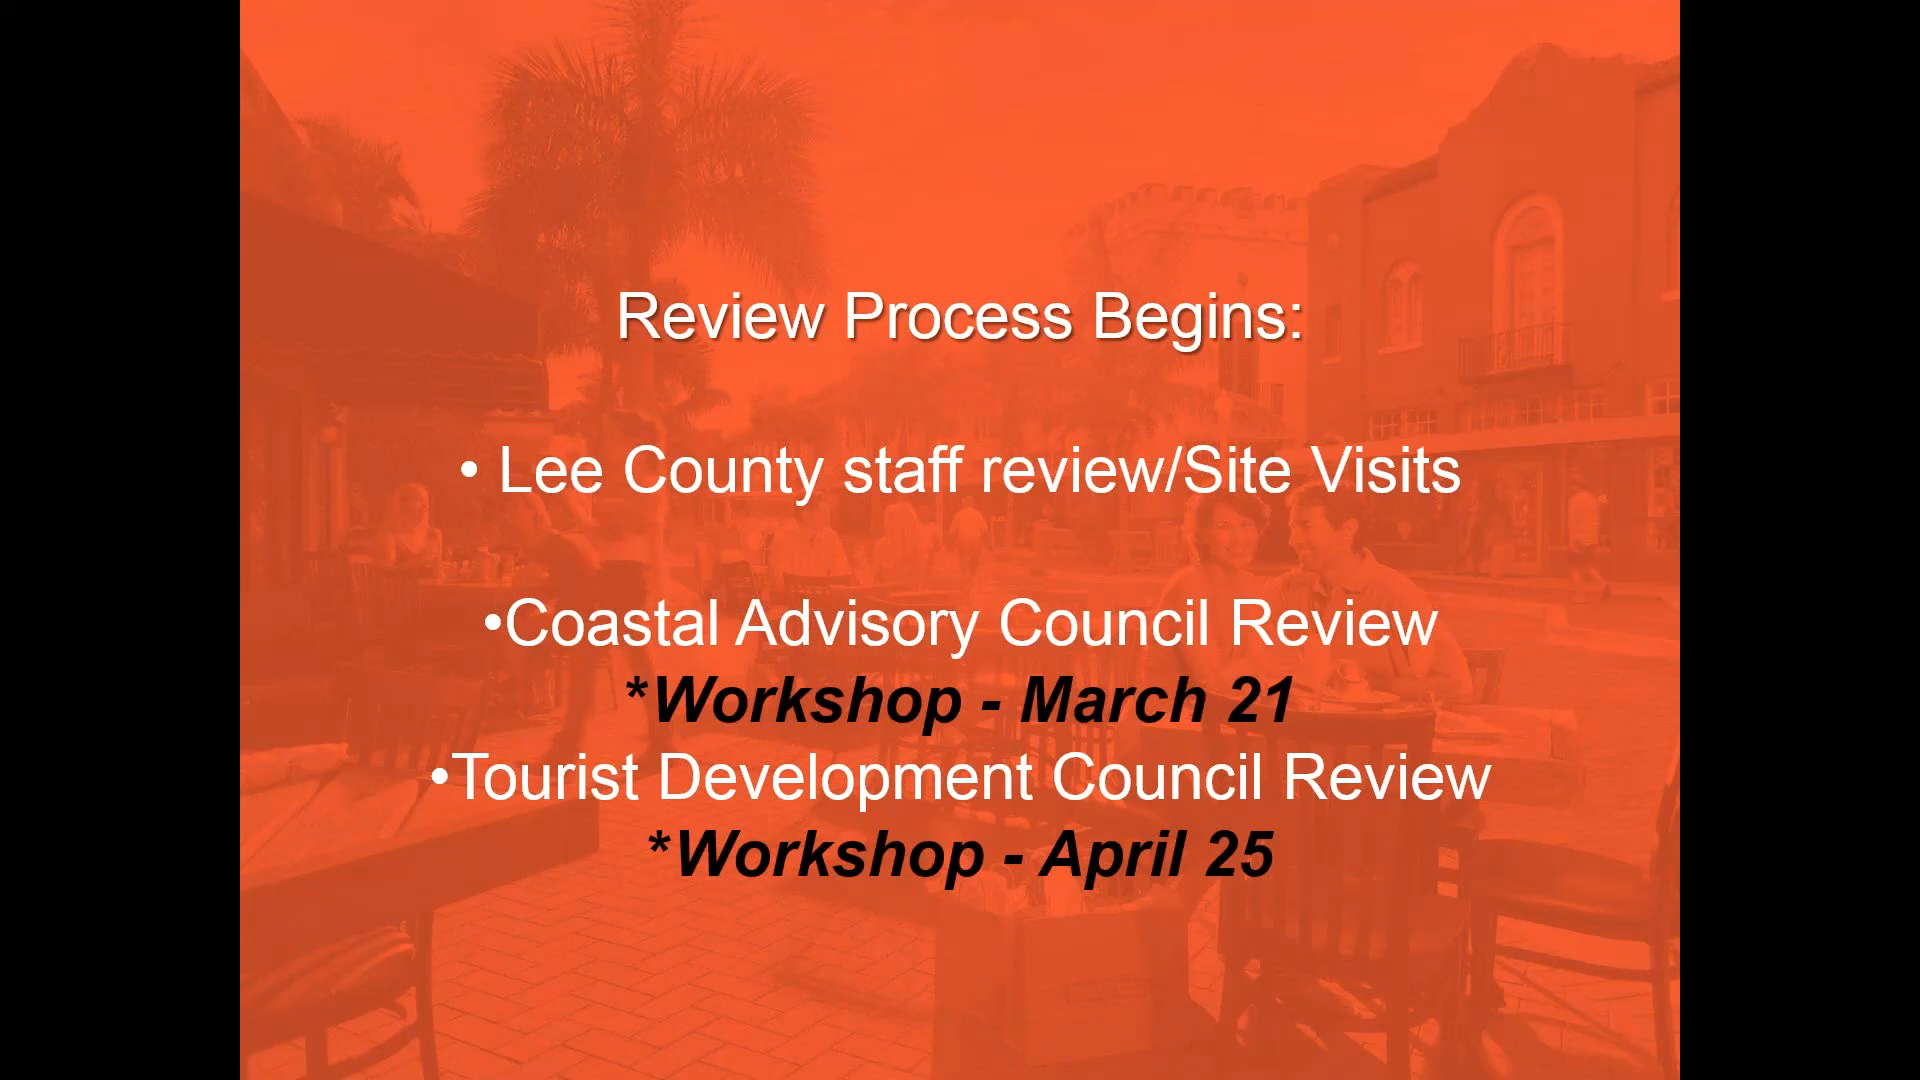 Review Process Begins:
• Lee County staff review/Site Visits
•Coastal Advisory Council Review
*Workshop - March 21
•Tourist Development Council Review
*Workshop - April 25